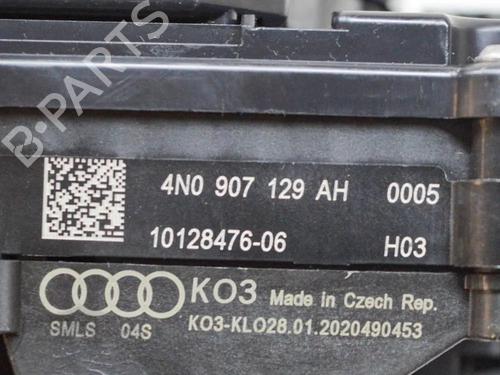 B-PARTS
4N0 907 129 AH 0005
10128476-06 H03
KO3 Made in Czech Rep.
SMLS 04S KO3-KLO28.01.2020490453